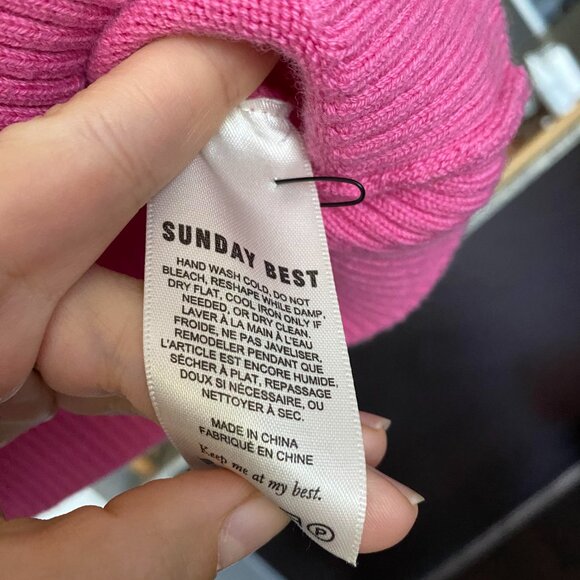 SUNDAY BEST
HAND WASH COLD, DO NOT
BLEACH, RESHAPE WHILE DAMP,
DRY FLAT, COOL IRON ONLY IF
NEEDED, OR DRY CLEAN.
LAVER À LA MAIN À L'EAU
FROIDE, NE PAS JAVELISER,
REMODELER PENDANT QUE
L'ARTICLE EST ENCORE HUMIDE,
SÉCHER À PLAT, REPASSAGE
DOUX SI NÉCESSAIRE, OU
NETTOYER À SEC.
MADE IN CHINA
FABRIQUÉ EN CHINE
Keep me at my best.
P